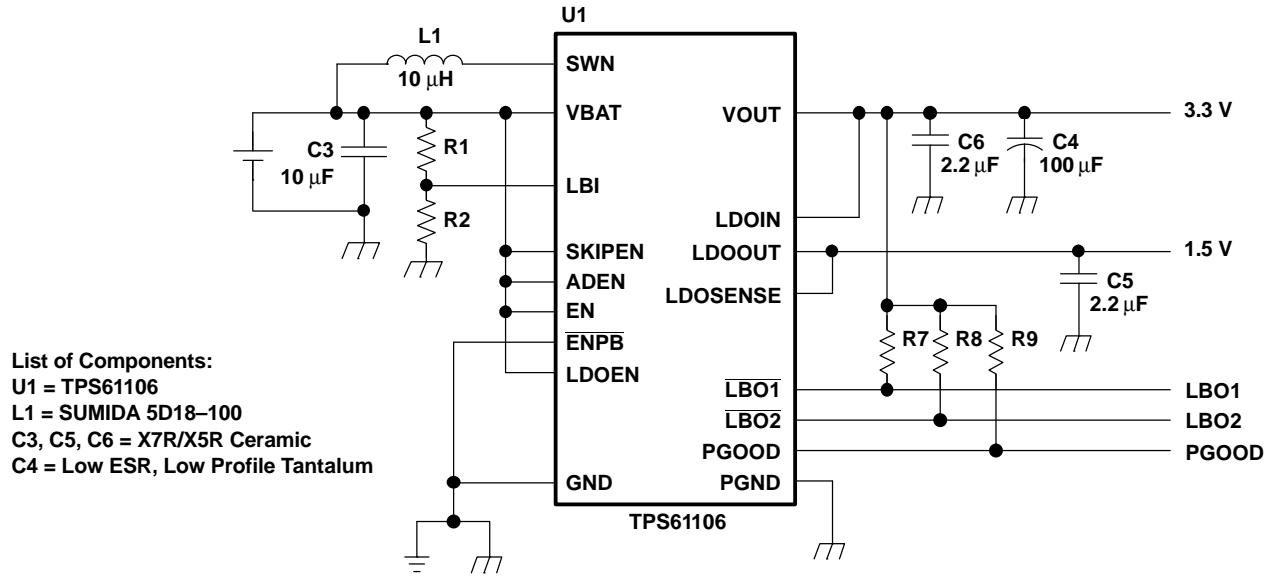 U1
L1
10 μH
SWN
VBAT
VOUT
3.3 V
C3
10 μF
R1
C6
2.2 μF
C4
100 μF
LBI
R2
LDOIN
SKIPEN
LDOOUT
1.5 V
ADEN
LDOSENSE
C5
2.2 μF
EN
ENPB
R7
R8
R9
LDOEN
LBO1
LBO1
LBO2
LBO2
PGOOD
PGOOD
GND
PGND
TPS61106
List of Components:
U1 = TPS61106
L1 = SUMIDA 5D18–100
C3, C5, C6 = X7R/X5R Ceramic
C4 = Low ESR, Low Profile Tantalum